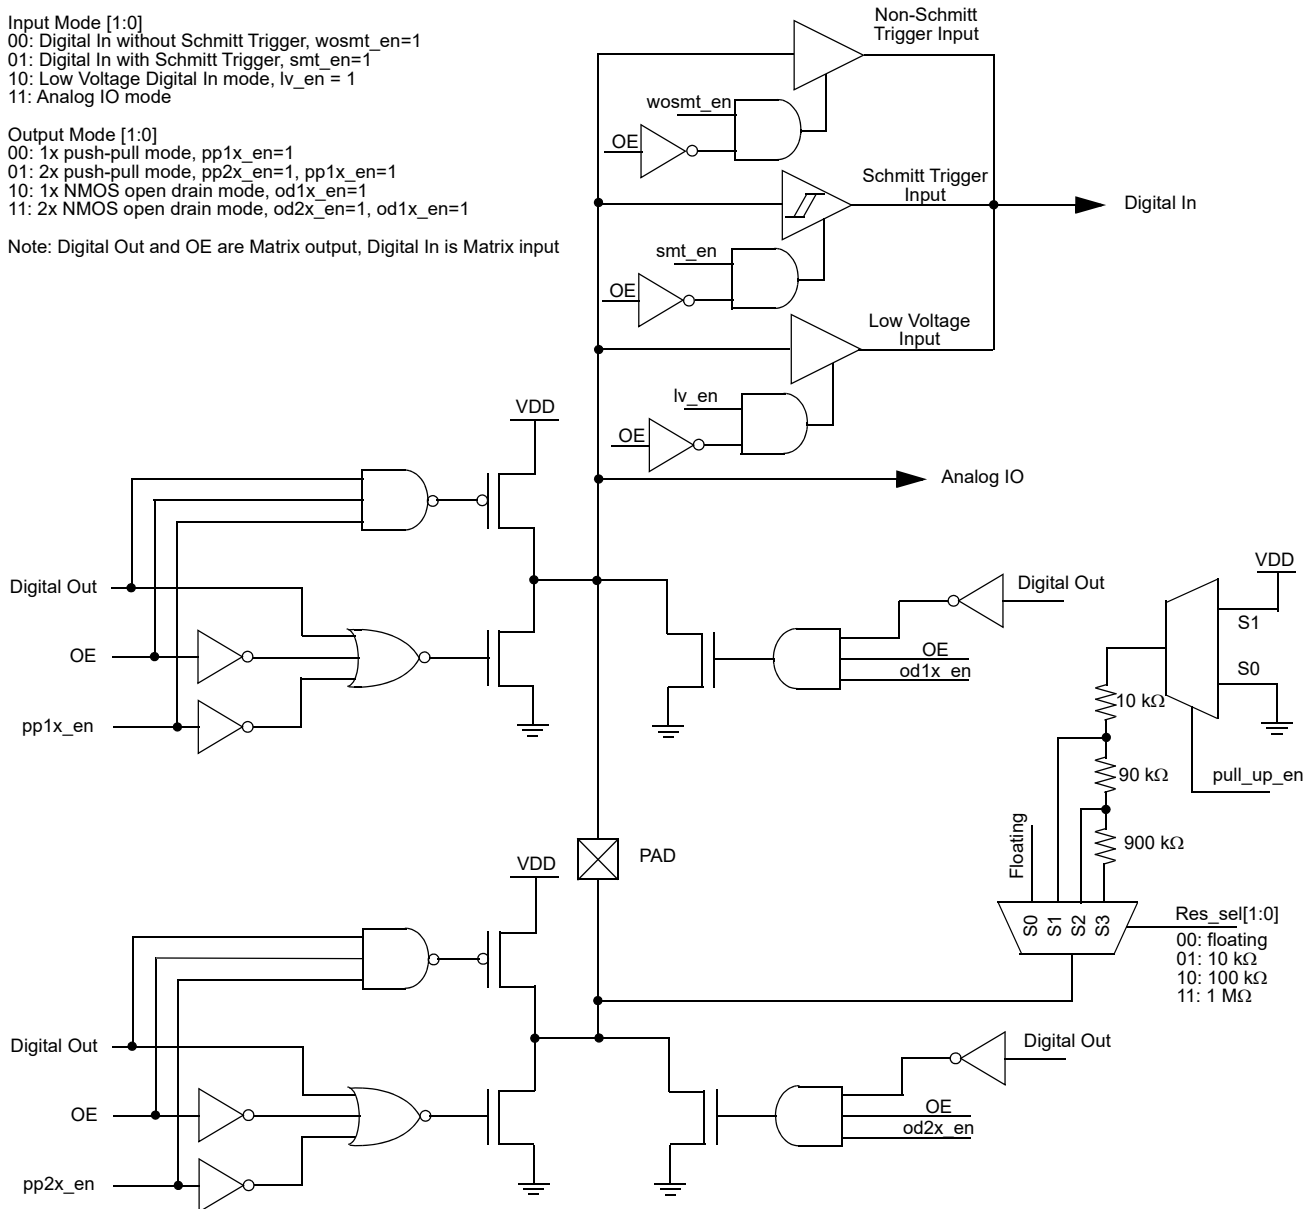 Input Mode [1:0]
00: Digital In without Schmitt Trigger, wosmt_en=1
01: Digital In with Schmitt Trigger, smt_en=1
10: Low Voltage Digital In mode, lv_en = 1
11: Analog IO mode
Output Mode [1:0]
00: 1x push-pull mode, pp1x_en=1
01: 2x push-pull mode, pp2x_en=1, pp1x_en=1
10: 1x NMOS open drain mode, od1x_en=1
11: 2x NMOS open drain mode, od2x_en=1, od1x_en=1
Note: Digital Out and OE are Matrix output, Digital In is Matrix input
Non-Schmitt
Trigger Input
wosmt_en
OE
Schmitt Trigger
Input
Digital In
smt_en
OE
Low Voltage
Input
lv_en
OE
Analog IO
VDD
Digital Out
OE
pp1x_en
Digital Out
OE
od1x_en
VDD
S1
S0
pull_up_en
10 kΩ
90 kΩ
900 kΩ
Floating
S0
S1
S2
S3
Res_sel[1:0]
00: floating
01: 10 kΩ
10: 100 kΩ
11: 1 MΩ
PAD
VDD
Digital Out
OE
pp2x_en
Digital Out
OE
od2x_en